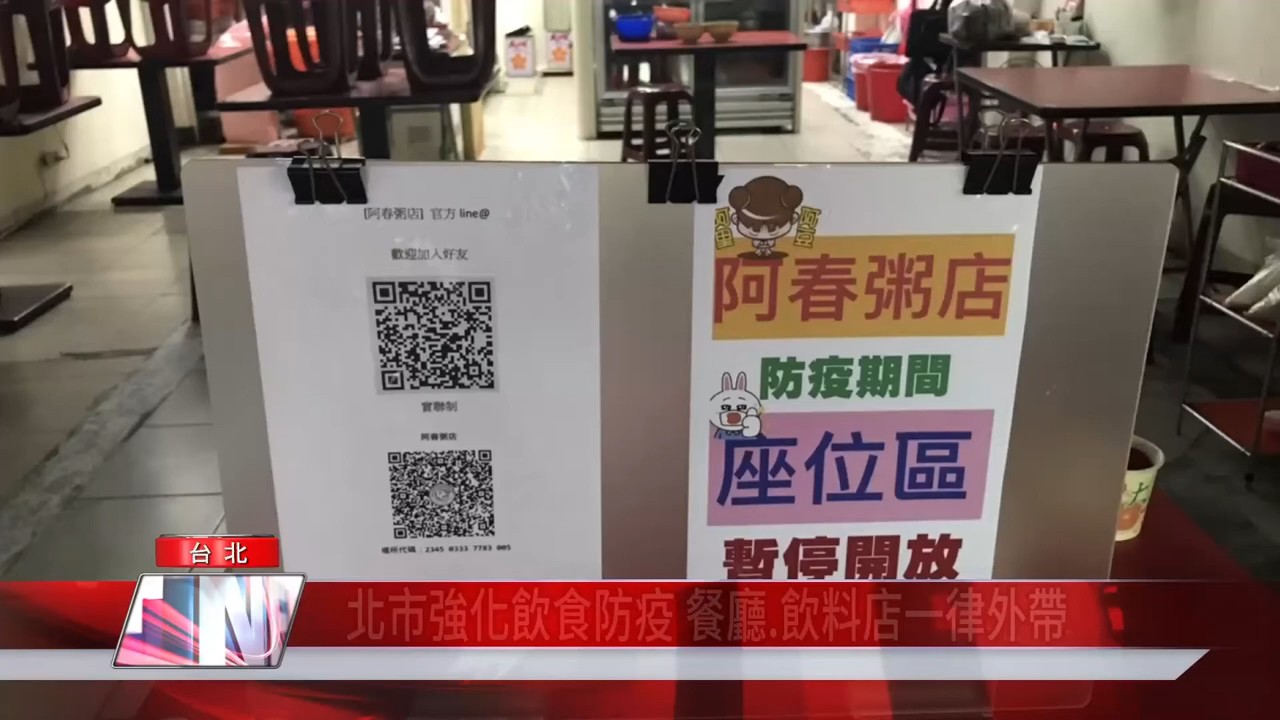 [阿春粥店] 官方 line@
歡迎加入好友
實聯制
阿春粥店
場所代碼：2345 0333 7783 005
阿春粥店
防疫期間
座位區
暫停開放
台北
北市強化飲食防疫 餐廳.飲料店一律外帶